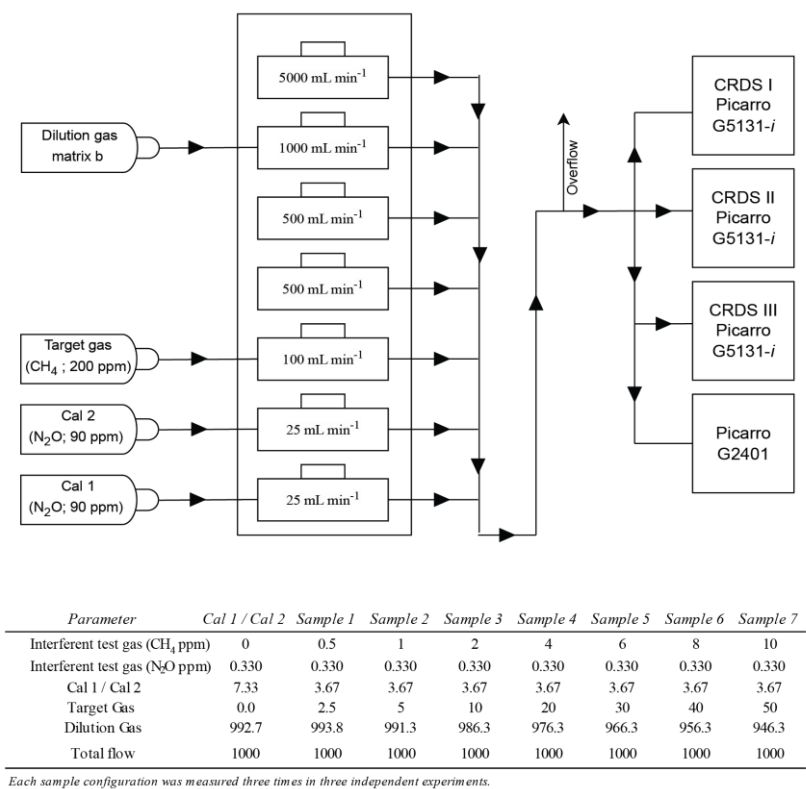 5000 mL min-1
Dilution gas
matrix b
1000 mL min-1
500 mL min-1
500 mL min-1
Target gas
(CH4 ; 200 ppm)
100 mL min-1
Cal 2
(N2O; 90 ppm)
25 mL min-1
Cal 1
(N2O; 90 ppm)
25 mL min-1
Overflow
CRDS I
Picarro
G5131-i
CRDS II
Picarro
G5131-i
CRDS III
Picarro
G5131-i
Picarro
G2401
Parameter Cal 1 / Cal 2 Sample 1 Sample 2 Sample 3 Sample 4 Sample 5 Sample 6 Sample 7
Interferent test gas (CH4 ppm) 0 0.5 1 2 4 6 8 10
Interferent test gas (N2O ppm) 0.330 0.330 0.330 0.330 0.330 0.330 0.330 0.330
Cal 1 / Cal 2 7.33 3.67 3.67 3.67 3.67 3.67 3.67 3.67
Target Gas 0.0 2.5 5 10 20 30 40 50
Dilution Gas 992.7 993.8 991.3 986.3 976.3 966.3 956.3 946.3
Total flow 1000 1000 1000 1000 1000 1000 1000 1000
Each sample configuration was measured three times in three independent experiments.